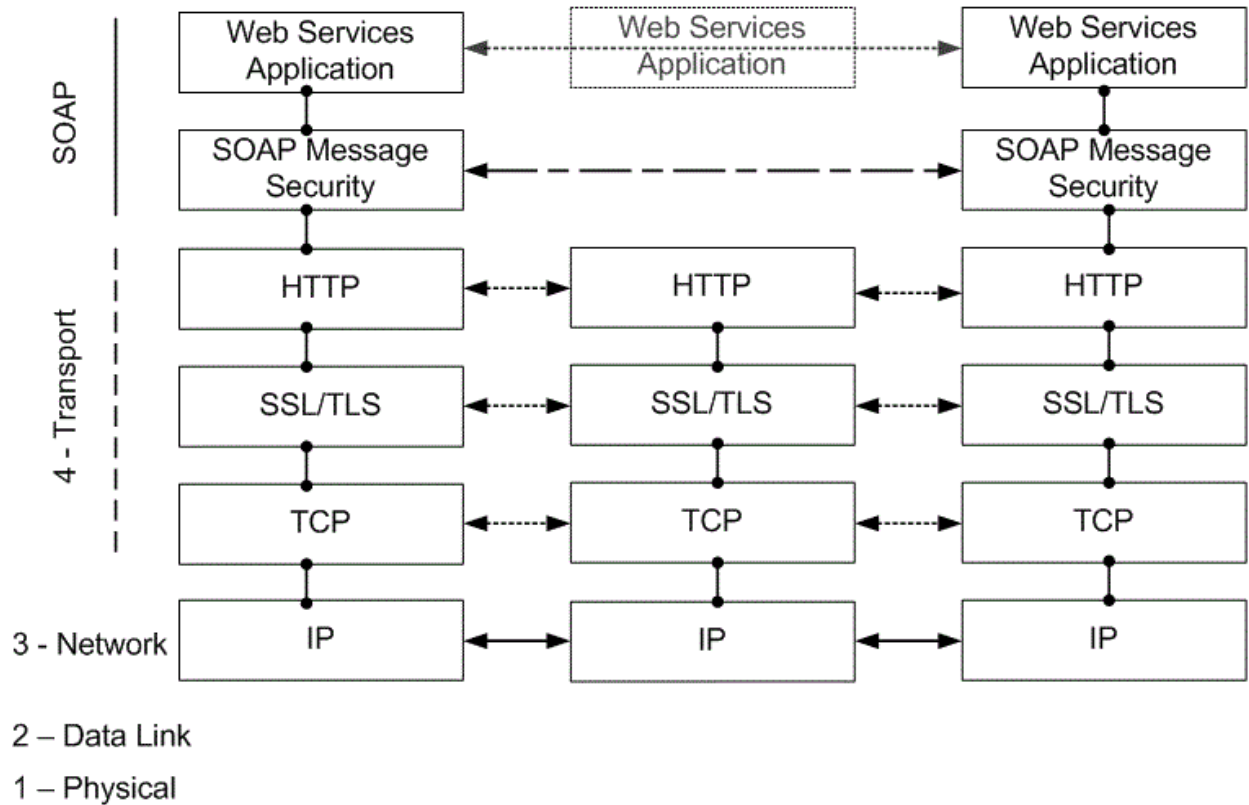 Web Services
Application
Web Services
Application
Web Services
Application
SOAP
SOAP Message
Security
SOAP Message
Security
4 - Transport
HTTP
HTTP
HTTP
SSL/TLS
SSL/TLS
SSL/TLS
TCP
TCP
TCP
3 - Network
IP
IP
IP
2 – Data Link
1 – Physical